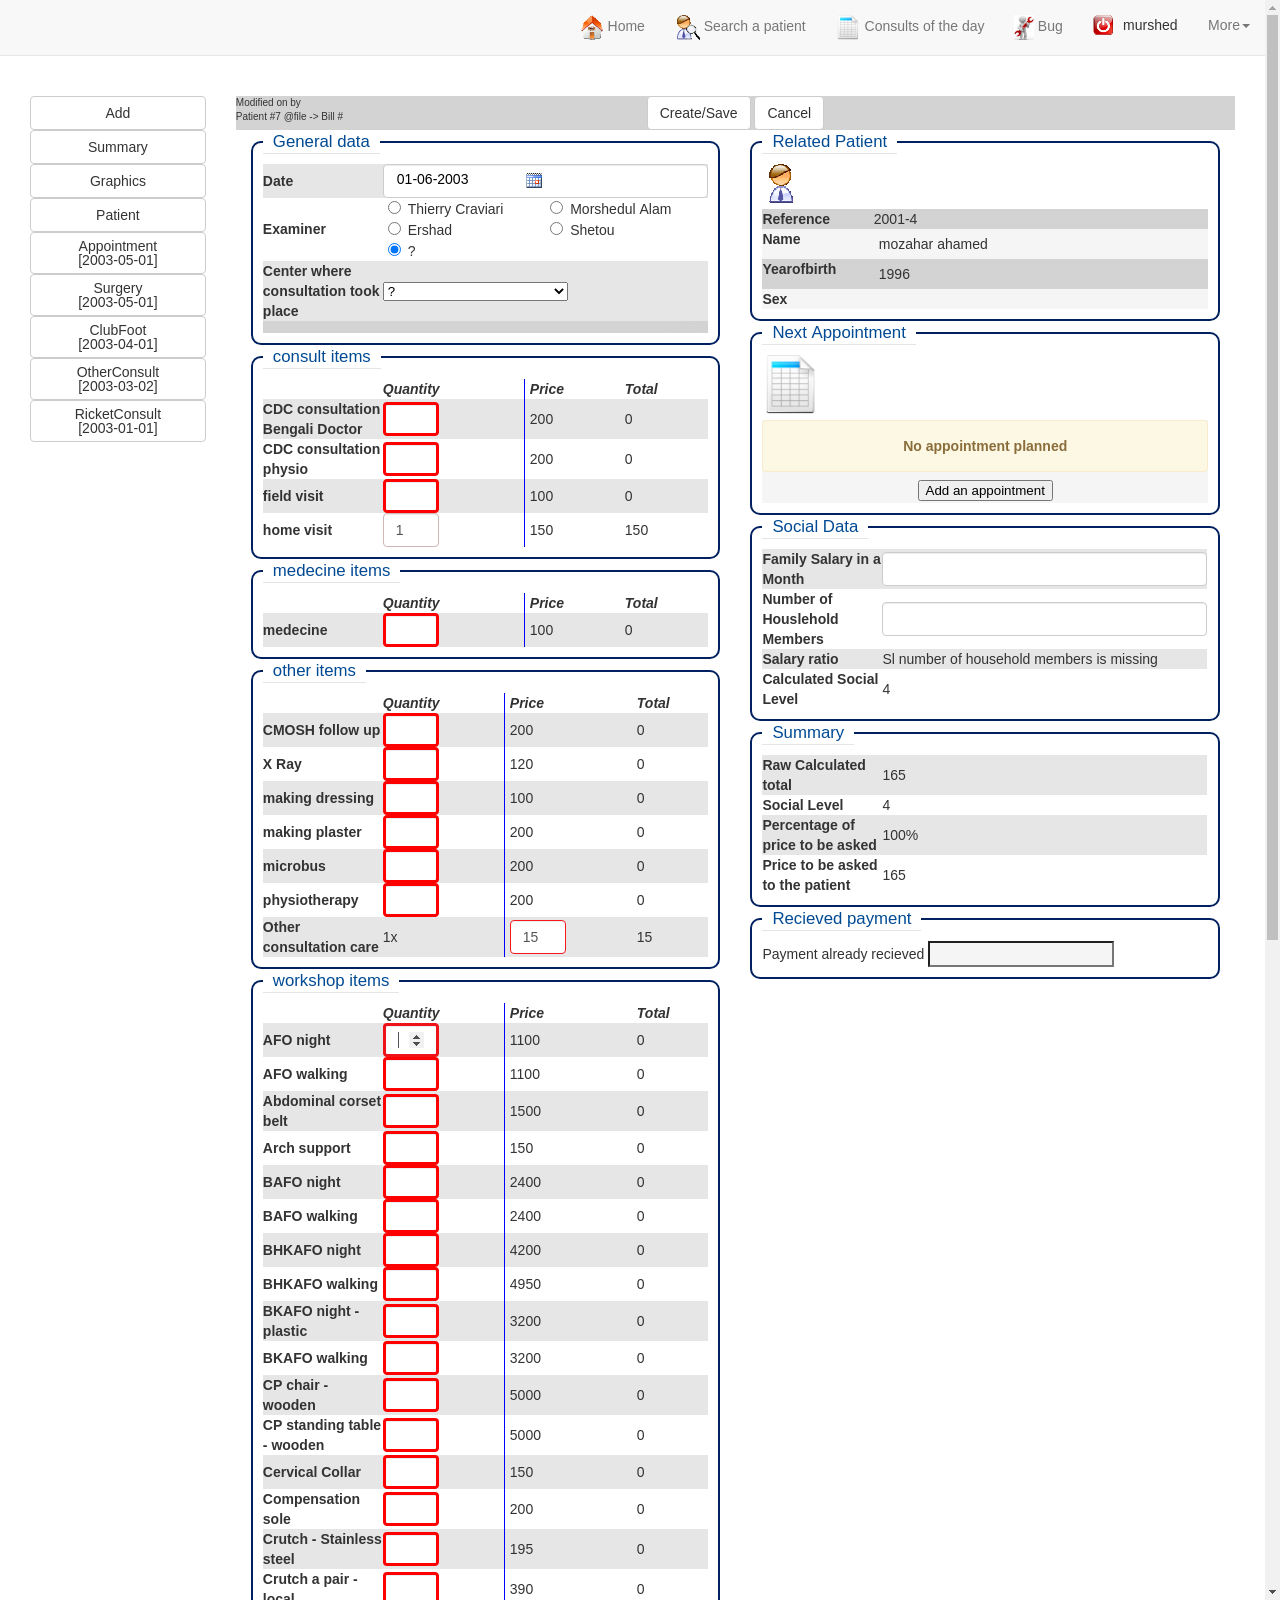 Home
Search a patient
Consults of the day
Bug
murshed
More
Add
Summary
Graphics
Patient
Appointment
[2003-05-01]
Surgery
[2003-05-01]
ClubFoot
[2003-04-01]
OtherConsult
[2003-03-02]
RicketConsult
[2003-01-01]
Modified on by
Patient #7 @file -> Bill #
Create/Save
Cancel
General data
Date 01-06-2003
Examiner
Thierry Craviari Morshedul Alam
Ershad Shetou
?
Center where
consultation took
place
?
consult items
Quantity Price Total
CDC consultation
Bengali Doctor
200 0
CDC consultation
physio
200 0
field visit 100 0
home visit 1 150 150
medecine items
Quantity Price Total
medecine 100 0
other items
Quantity Price Total
CMOSH follow up 200 0
X Ray 120 0
making dressing 100 0
making plaster 200 0
microbus 200 0
physiotherapy 200 0
Other
consultation care
1x 15 15
workshop items
Quantity Price Total
AFO night 1100 0
AFO walking 1100 0
Abdominal corset
belt
1500 0
Arch support 150 0
BAFO night 2400 0
BAFO walking 2400 0
BHKAFO night 4200 0
BHKAFO walking 4950 0
BKAFO night -
plastic
3200 0
BKAFO walking 3200 0
CP chair -
wooden
5000 0
CP standing table
- wooden
5000 0
Cervical Collar 150 0
Compensation
sole
200 0
Crutch - Stainless
steel
195 0
Crutch a pair -
local
390 0
Related Patient
Reference 2001-4
Name mozahar ahamed
Yearofbirth 1996
Sex
Next Appointment
No appointment planned
Add an appointment
Social Data
Family Salary in a
Month
Number of
Houslehold
Members
Salary ratio Sl number of household members is missing
Calculated Social
Level
4
Summary
Raw Calculated
total
165
Social Level 4
Percentage of
price to be asked
100%
Price to be asked
to the patient
165
Recieved payment
Payment already recieved